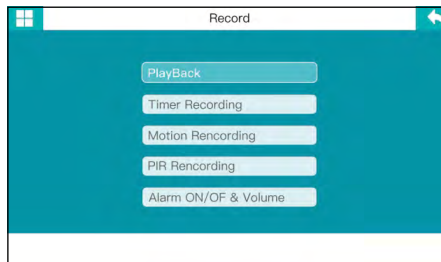 Record
PlayBack
Timer Recording
Motion Rencording
PIR Rencording
Alarm ON/OF & Volume